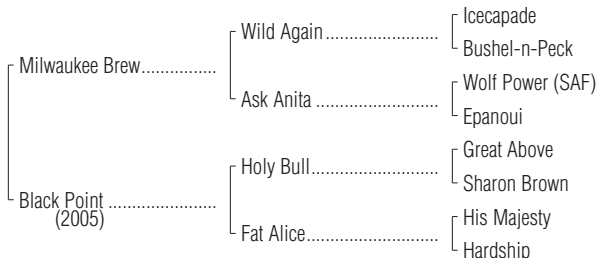 Icecapade
Wild Again
Bushel-n-Peck
Milwaukee Brew
Wolf Power (SAF)
Ask Anita
Epanoui
Great Above
Holy Bull
Sharon Brown
Black Point
(2005)
His Majesty
Fat Alice
Hardship